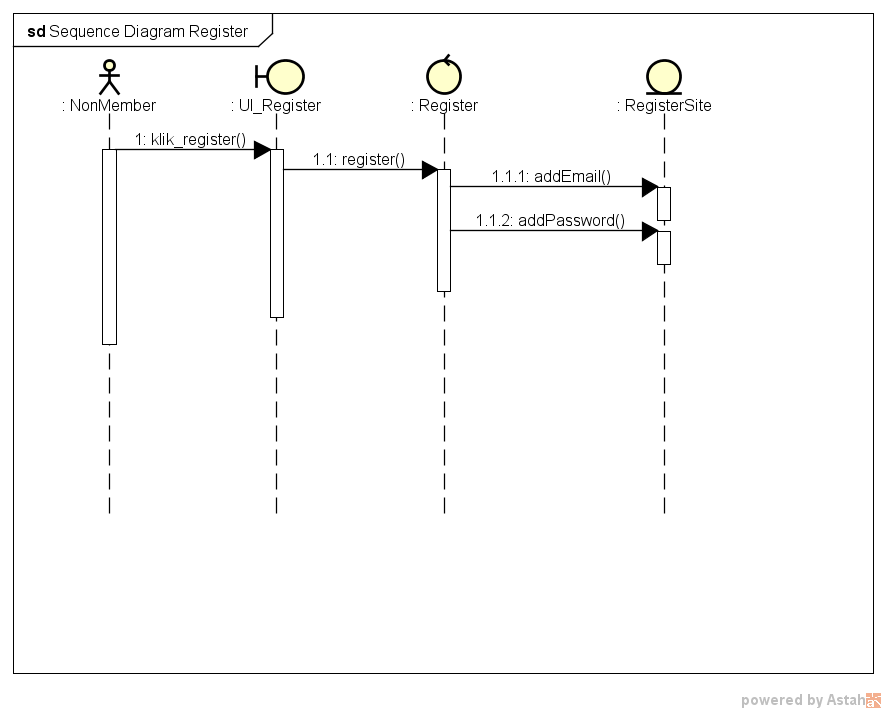 sd Sequence Diagram Register
: NonMember
: UI_Register
: Register
: RegisterSite
1: klik_register()
1.1: register()
1.1.1: addEmail()
1.1.2: addPassword()
powered by Astah